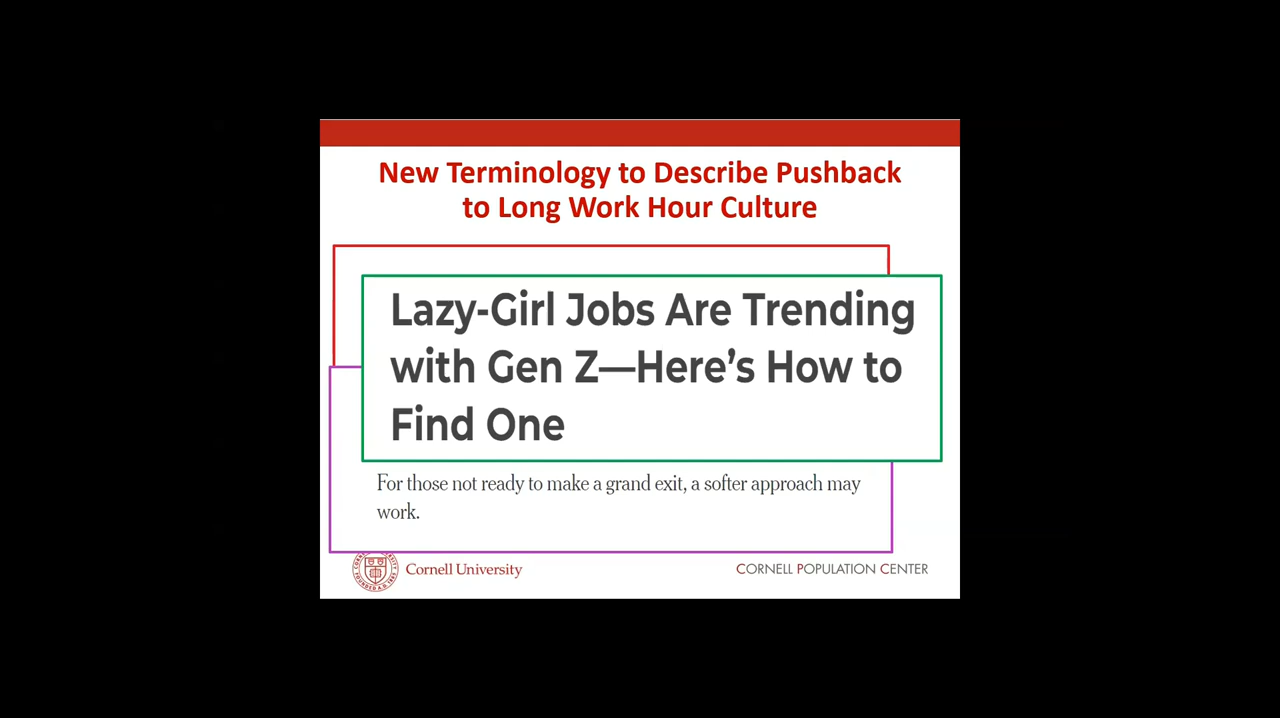 New Terminology to Describe Pushback
to Long Work Hour Culture
Lazy-Girl Jobs Are Trending
with Gen Z—Here’s How to
Find One
For those not ready to make a grand exit, a softer approach may
work.
Cornell University
CORNELL POPULATION CENTER